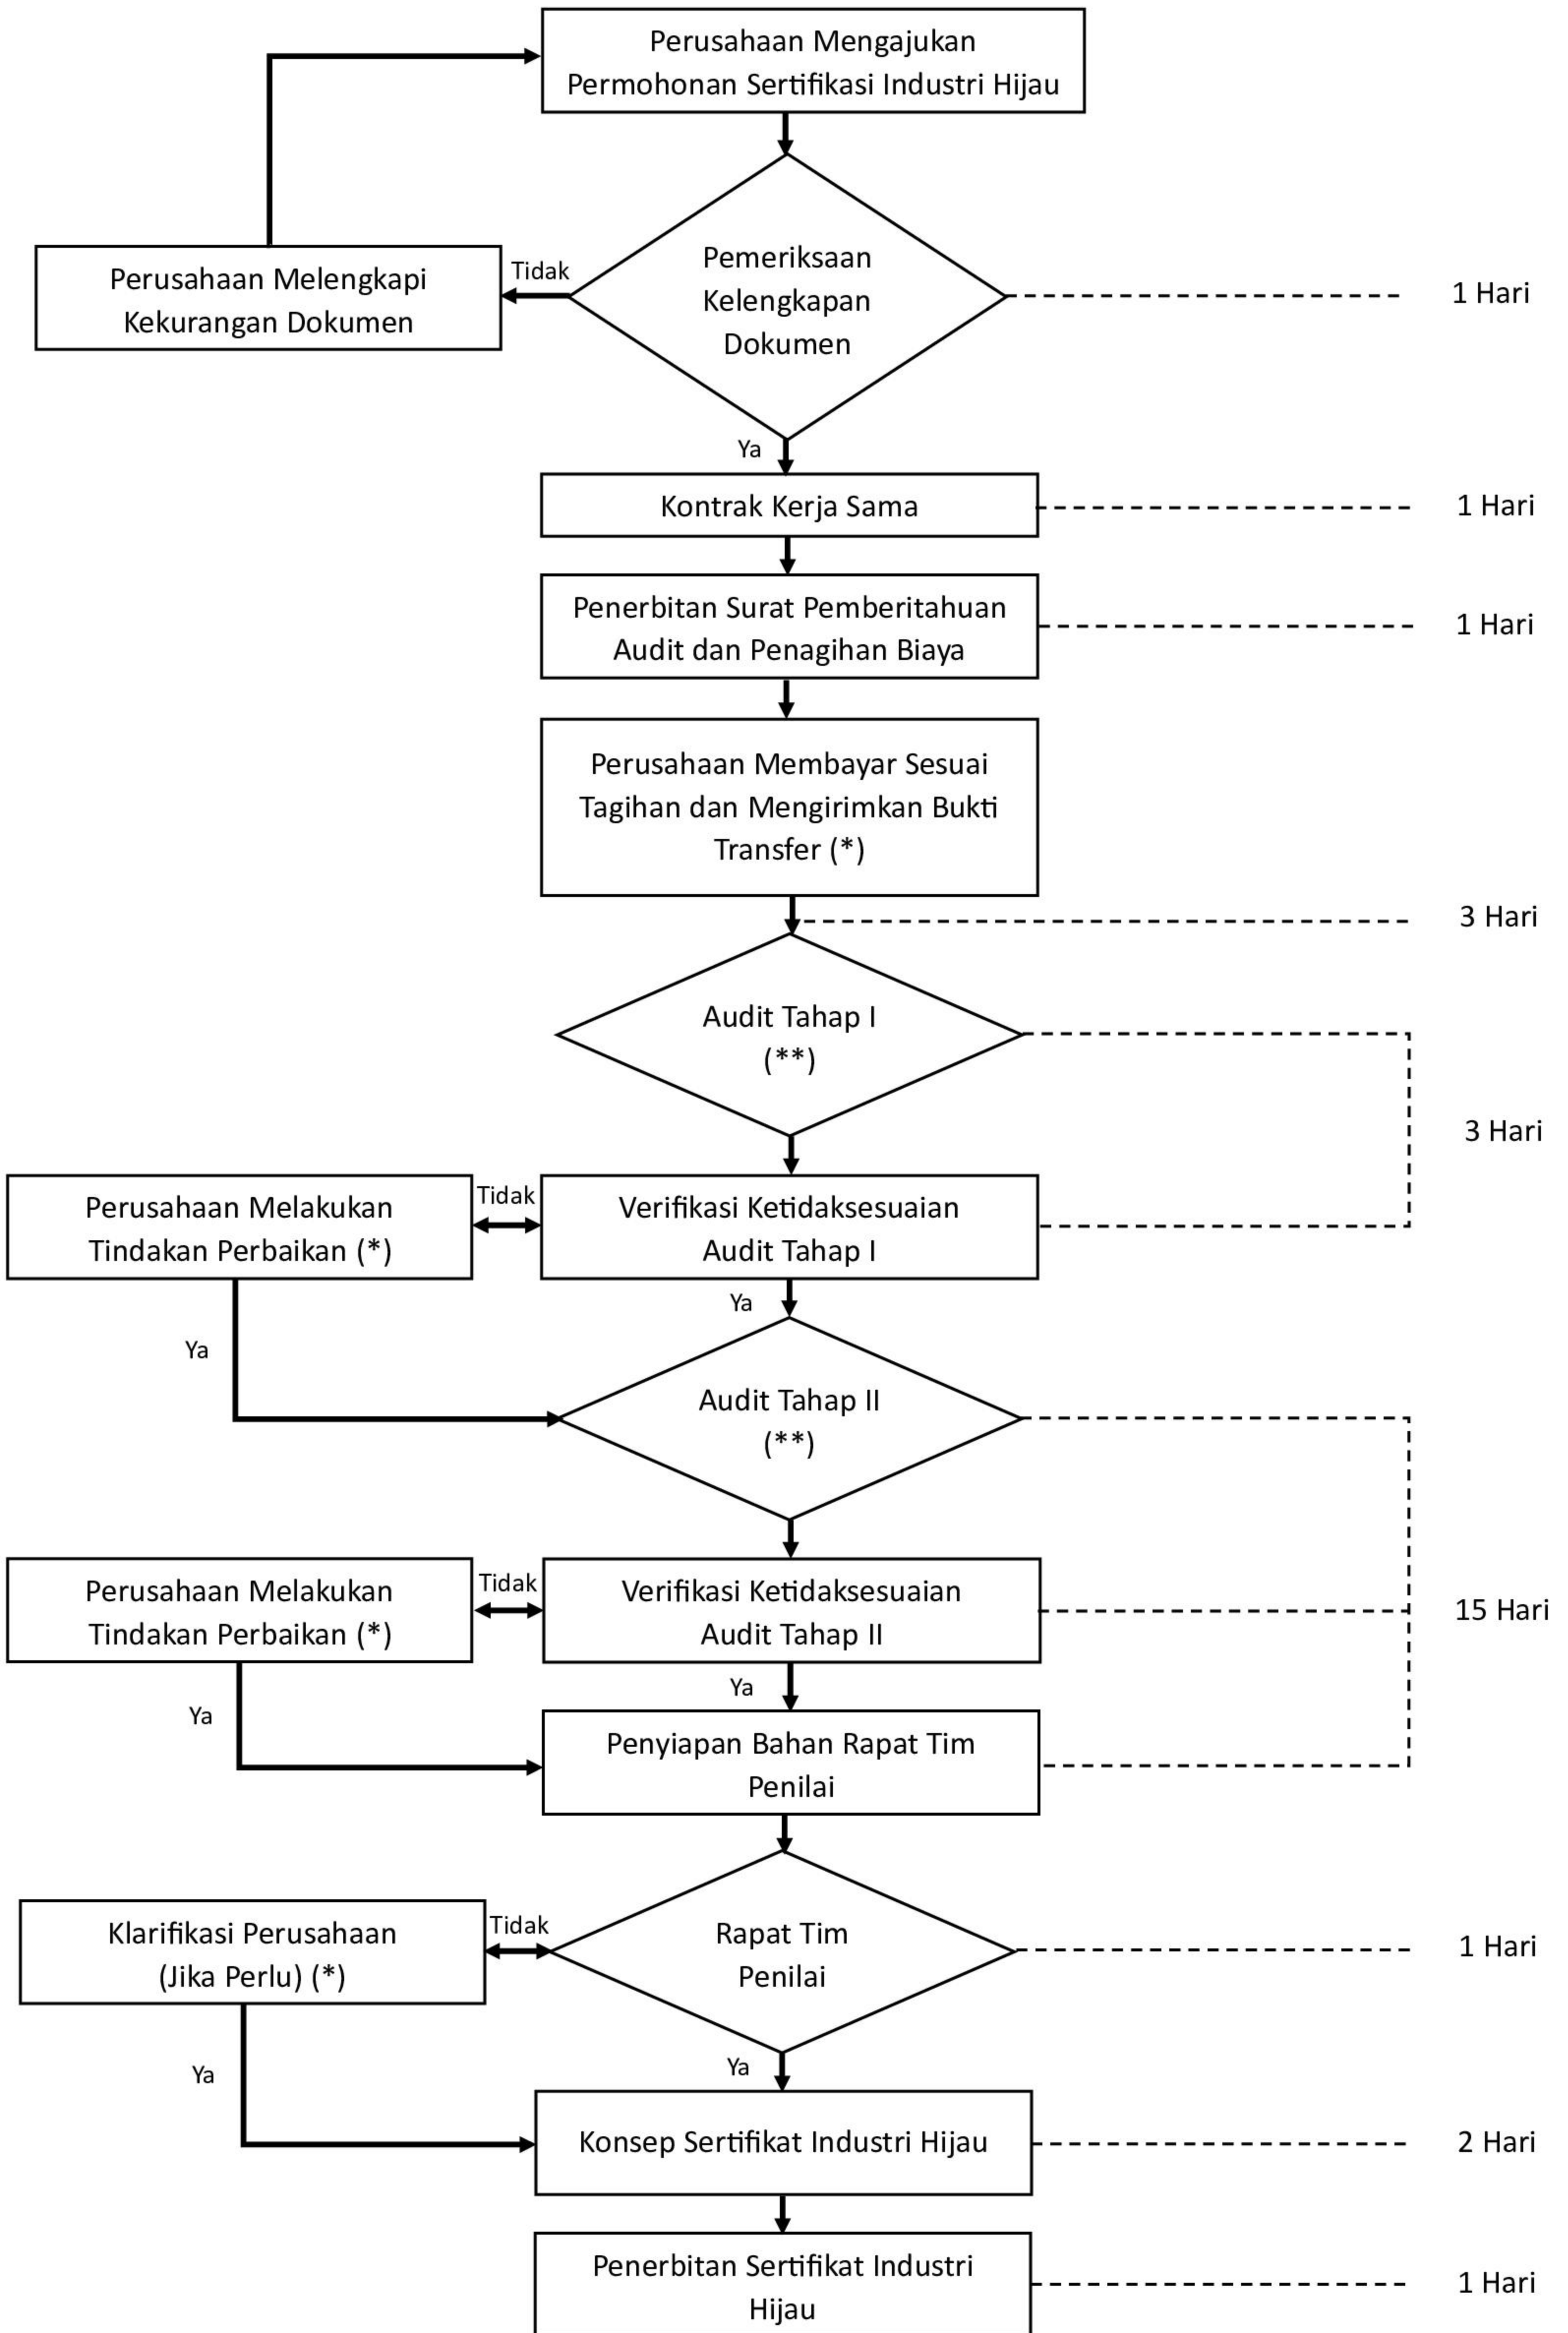 Perusahaan Mengajukan
Permohonan Sertifikasi Industri Hijau
Perusahaan Melengkapi
Kekurangan Dokumen
Tidak
Pemeriksaan
Kelengkapan
Dokumen
1 Hari
Ya
Kontrak Kerja Sama
1 Hari
Penerbitan Surat Pemberitahuan
Audit dan Penagihan Biaya
1 Hari
Perusahaan Membayar Sesuai
Tagihan dan Mengirimkan Bukti
Transfer (*)
3 Hari
Audit Tahap I
(**)
3 Hari
Perusahaan Melakukan
Tindakan Perbaikan (*)
Tidak
Verifikasi Ketidaksesuaian
Audit Tahap I
Ya
Ya
Audit Tahap II
(**)
Perusahaan Melakukan
Tindakan Perbaikan (*)
Tidak
Verifikasi Ketidaksesuaian
Audit Tahap II
15 Hari
Ya
Ya
Penyiapan Bahan Rapat Tim
Penilai
Klarifikasi Perusahaan
(Jika Perlu) (*)
Tidak
Rapat Tim
Penilai
1 Hari
Ya
Ya
Konsep Sertifikat Industri Hijau
2 Hari
Penerbitan Sertifikat Industri
Hijau
1 Hari